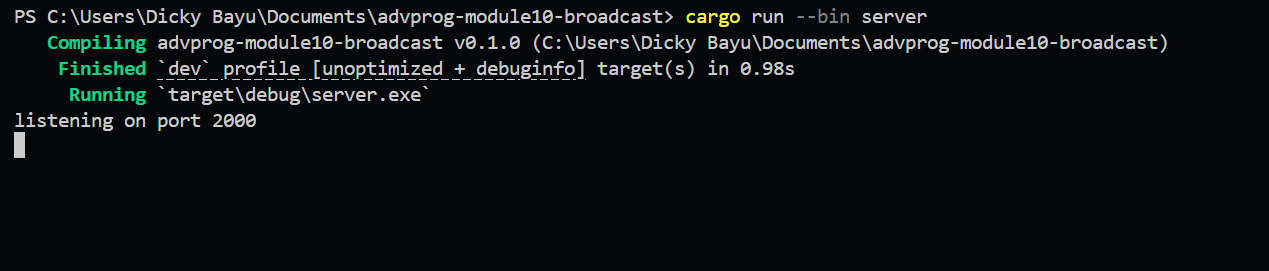 PS C:\Users\Dicky Bayu\Documents\advprog-module10-broadcast> cargo run --bin server
Compiling advprog-module10-broadcast v0.1.0 (C:\Users\Dicky Bayu\Documents\advprog-module10-broadcast)
Finished `dev` profile [unoptimized + debuginfo] target(s) in 0.98s
Running `target\debug\server.exe`
listening on port 2000